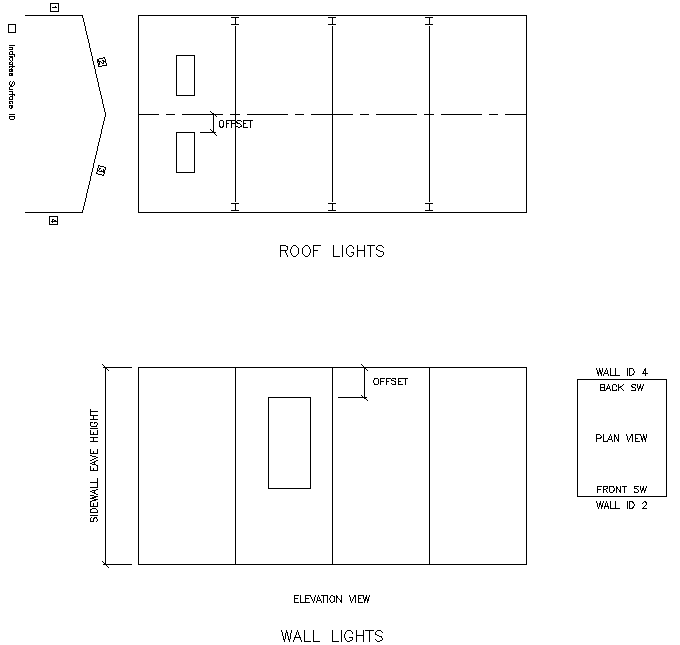 1
Indicates Surface ID
2
OFFSET
3
4
ROOF LIGHTS
SIDEWALL EAVE HEIGHT
OFFSET
WALL ID 4
BACK SW
PLAN VIEW
FRONT SW
WALL ID 2
ELEVATION VIEW
WALL LIGHTS